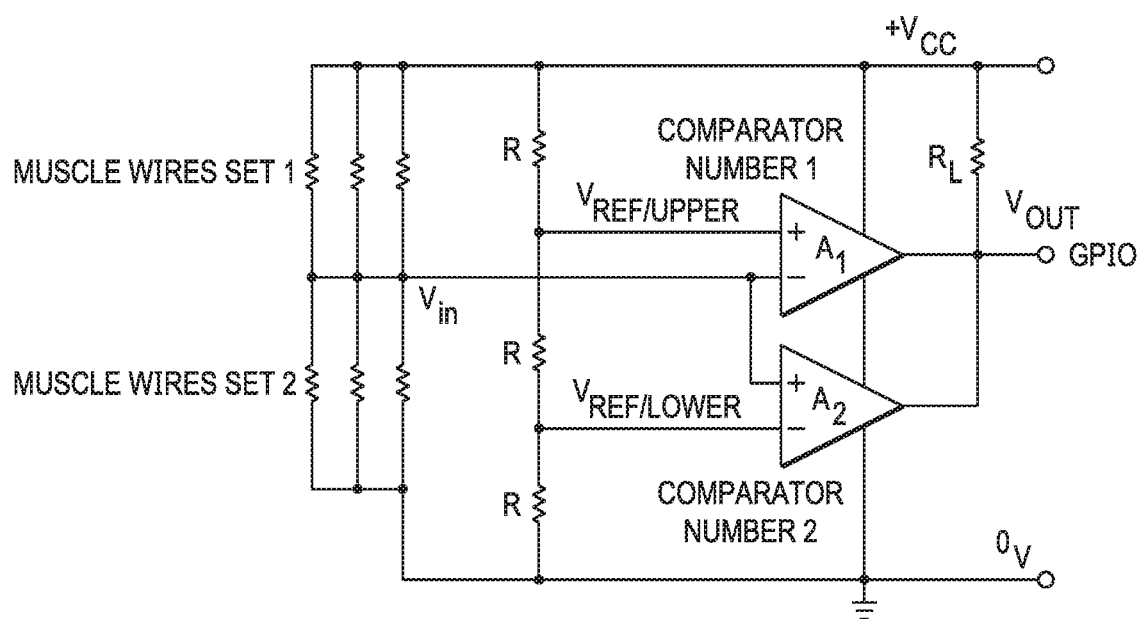 +VCC
COMPARATOR
NUMBER 1
R
RL
MUSCLE WIRES SET 1
VREF/UPPER
+
A1
−
VOUT
GPIO
Vin
R
MUSCLE WIRES SET 2
VREF/LOWER
+
A2
−
R
COMPARATOR
NUMBER 2
0V